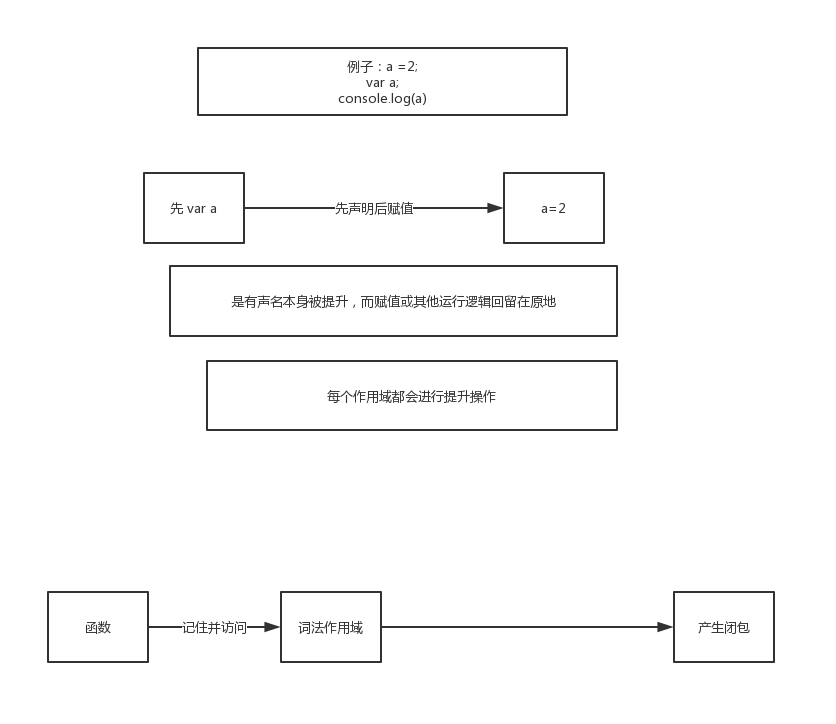 例子：a =2;
var a;
console.log(a)
先 var a
先声明后赋值
a=2
是有声名本身被提升，而赋值或其他运行逻辑回留在原地
每个作用域都会进行提升操作
函数
记住并访问
词法作用域
产生闭包